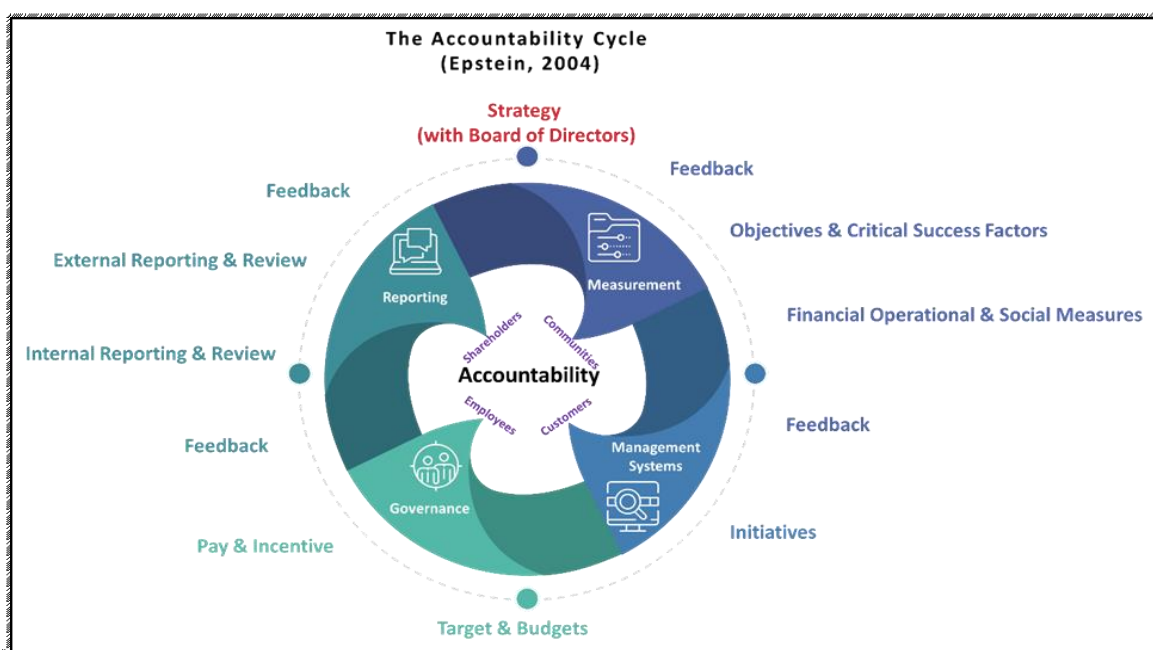 The Accountability Cycle
(Epstein, 2004)
Strategy
(with Board of Directors)
Feedback
Feedback
Objectives & Critical Success Factors
External Reporting & Review
Reporting
Measurement
Financial Operational & Social Measures
Shareholders
Communities
Internal Reporting & Review
Accountability
Employees
Customers
Feedback
Feedback
Management
Systems
Governance
Initiatives
Pay & Incentive
Target & Budgets